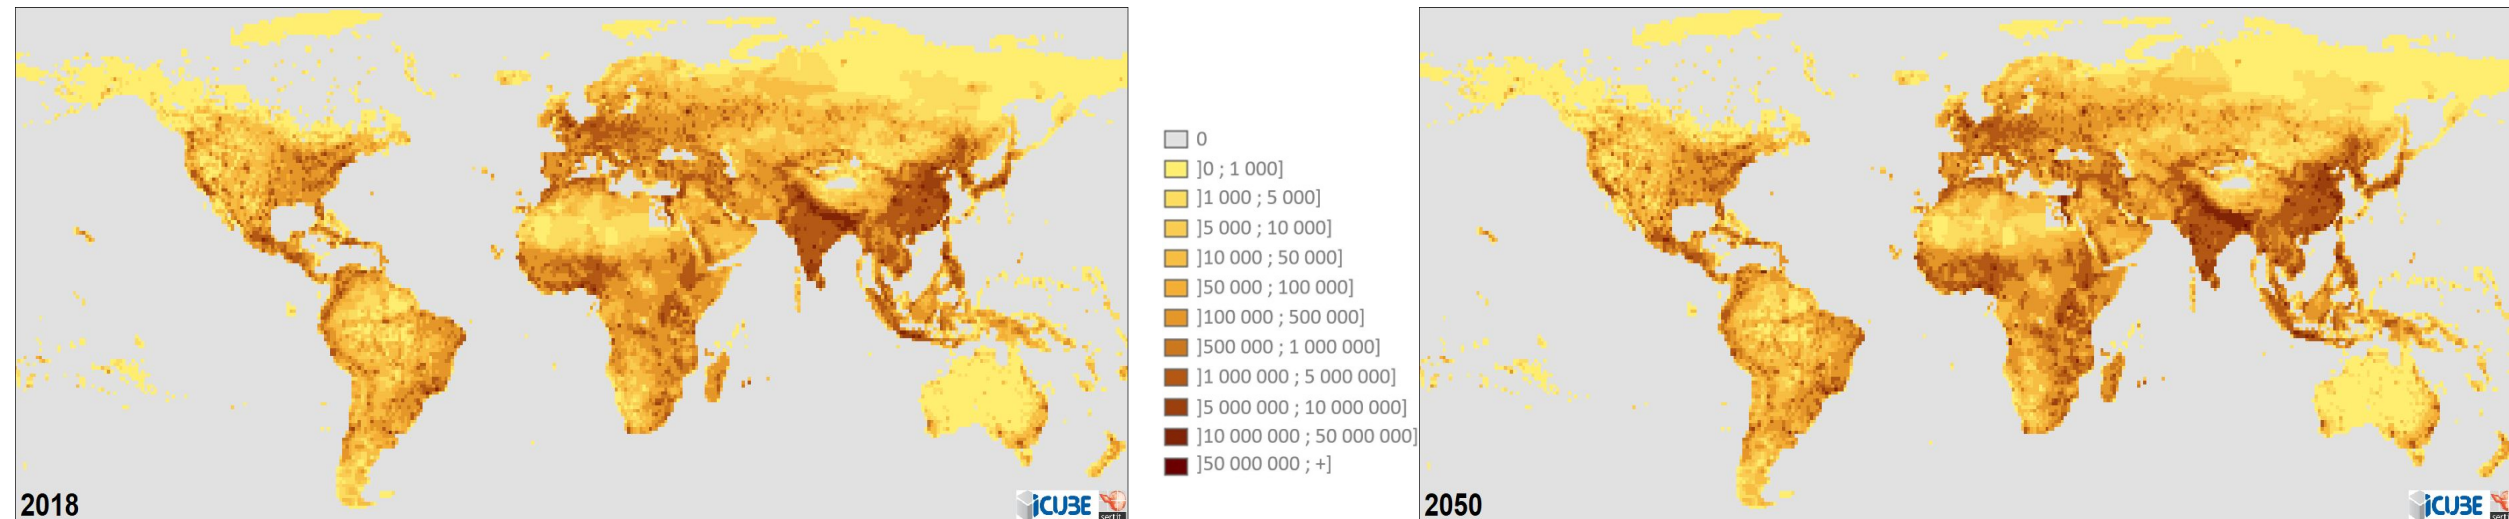 0
]0 ; 1 000]
]1 000 ; 5 000]
]5 000 ; 10 000]
]10 000 ; 50 000]
]50 000 ; 100 000]
]100 000 ; 500 000]
]500 000 ; 1 000 000]
]1 000 000 ; 5 000 000]
]5 000 000 ; 10 000 000]
]10 000 000 ; 50 000 000]
]50 000 000 ; +]
2018
iCUBE
sertit
2050
iCUBE